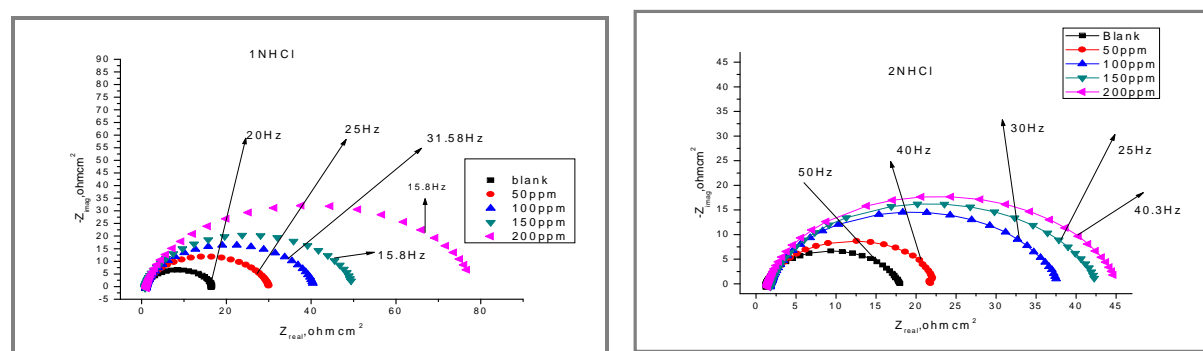 1NHCl
90
85
80
75
70
65
60
55
50
45
40
35
30
25
20
15
10
5
0
-5
-Zimag,ohmcm2
20Hz
25Hz
31.58Hz
15.8Hz
15.8Hz
blank
50ppm
100ppm
150ppm
200ppm
0 20 40 60 80
Zreal,ohm cm2
2NHCl
Blank
50ppm
100ppm
150ppm
200ppm
45
40
35
30
25
20
15
10
5
0
-Zimag,ohmcm2
50Hz
40Hz
30Hz
25Hz
40.3Hz
0 5 10 15 20 25 30 35 40 45
Zreal,ohm cm2